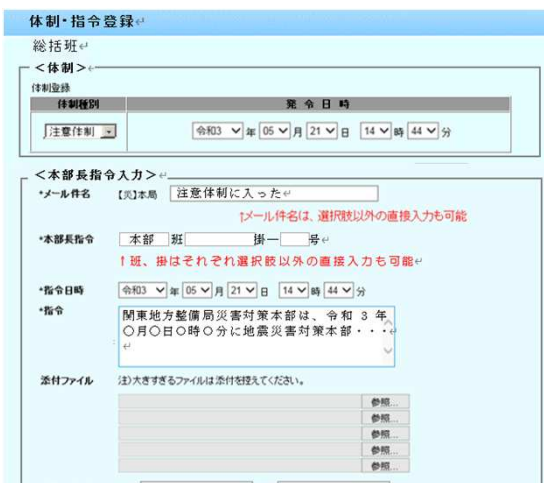 体制・指令登録↵
総括班↵
＜体制＞↵
体制登録
体制種別 発令日時
注意体制 令和3 年 05 月 21 日 14 時 44 分
＜本部長指令入力＞↵
*メール件名 【災】本局 注意体制に入った↵
↑メール件名は、選択肢以外の直接入力も可能
*本部長指令 本部 班 掛ー 号↵
↑班、掛はそれぞれ選択肢以外の直接入力も可能↵
*指令日時 令和3 年 05 月 21 日 14 時 44 分
*指令 関東地方整備局災害対策本部は、令和 3 年
〇月〇日〇時〇分に地震災害対策本部・・・↵
↵
添付ファイル 注)大きすぎるファイルは添付を控えてください。
参照...
参照...
参照...
参照...
参照...